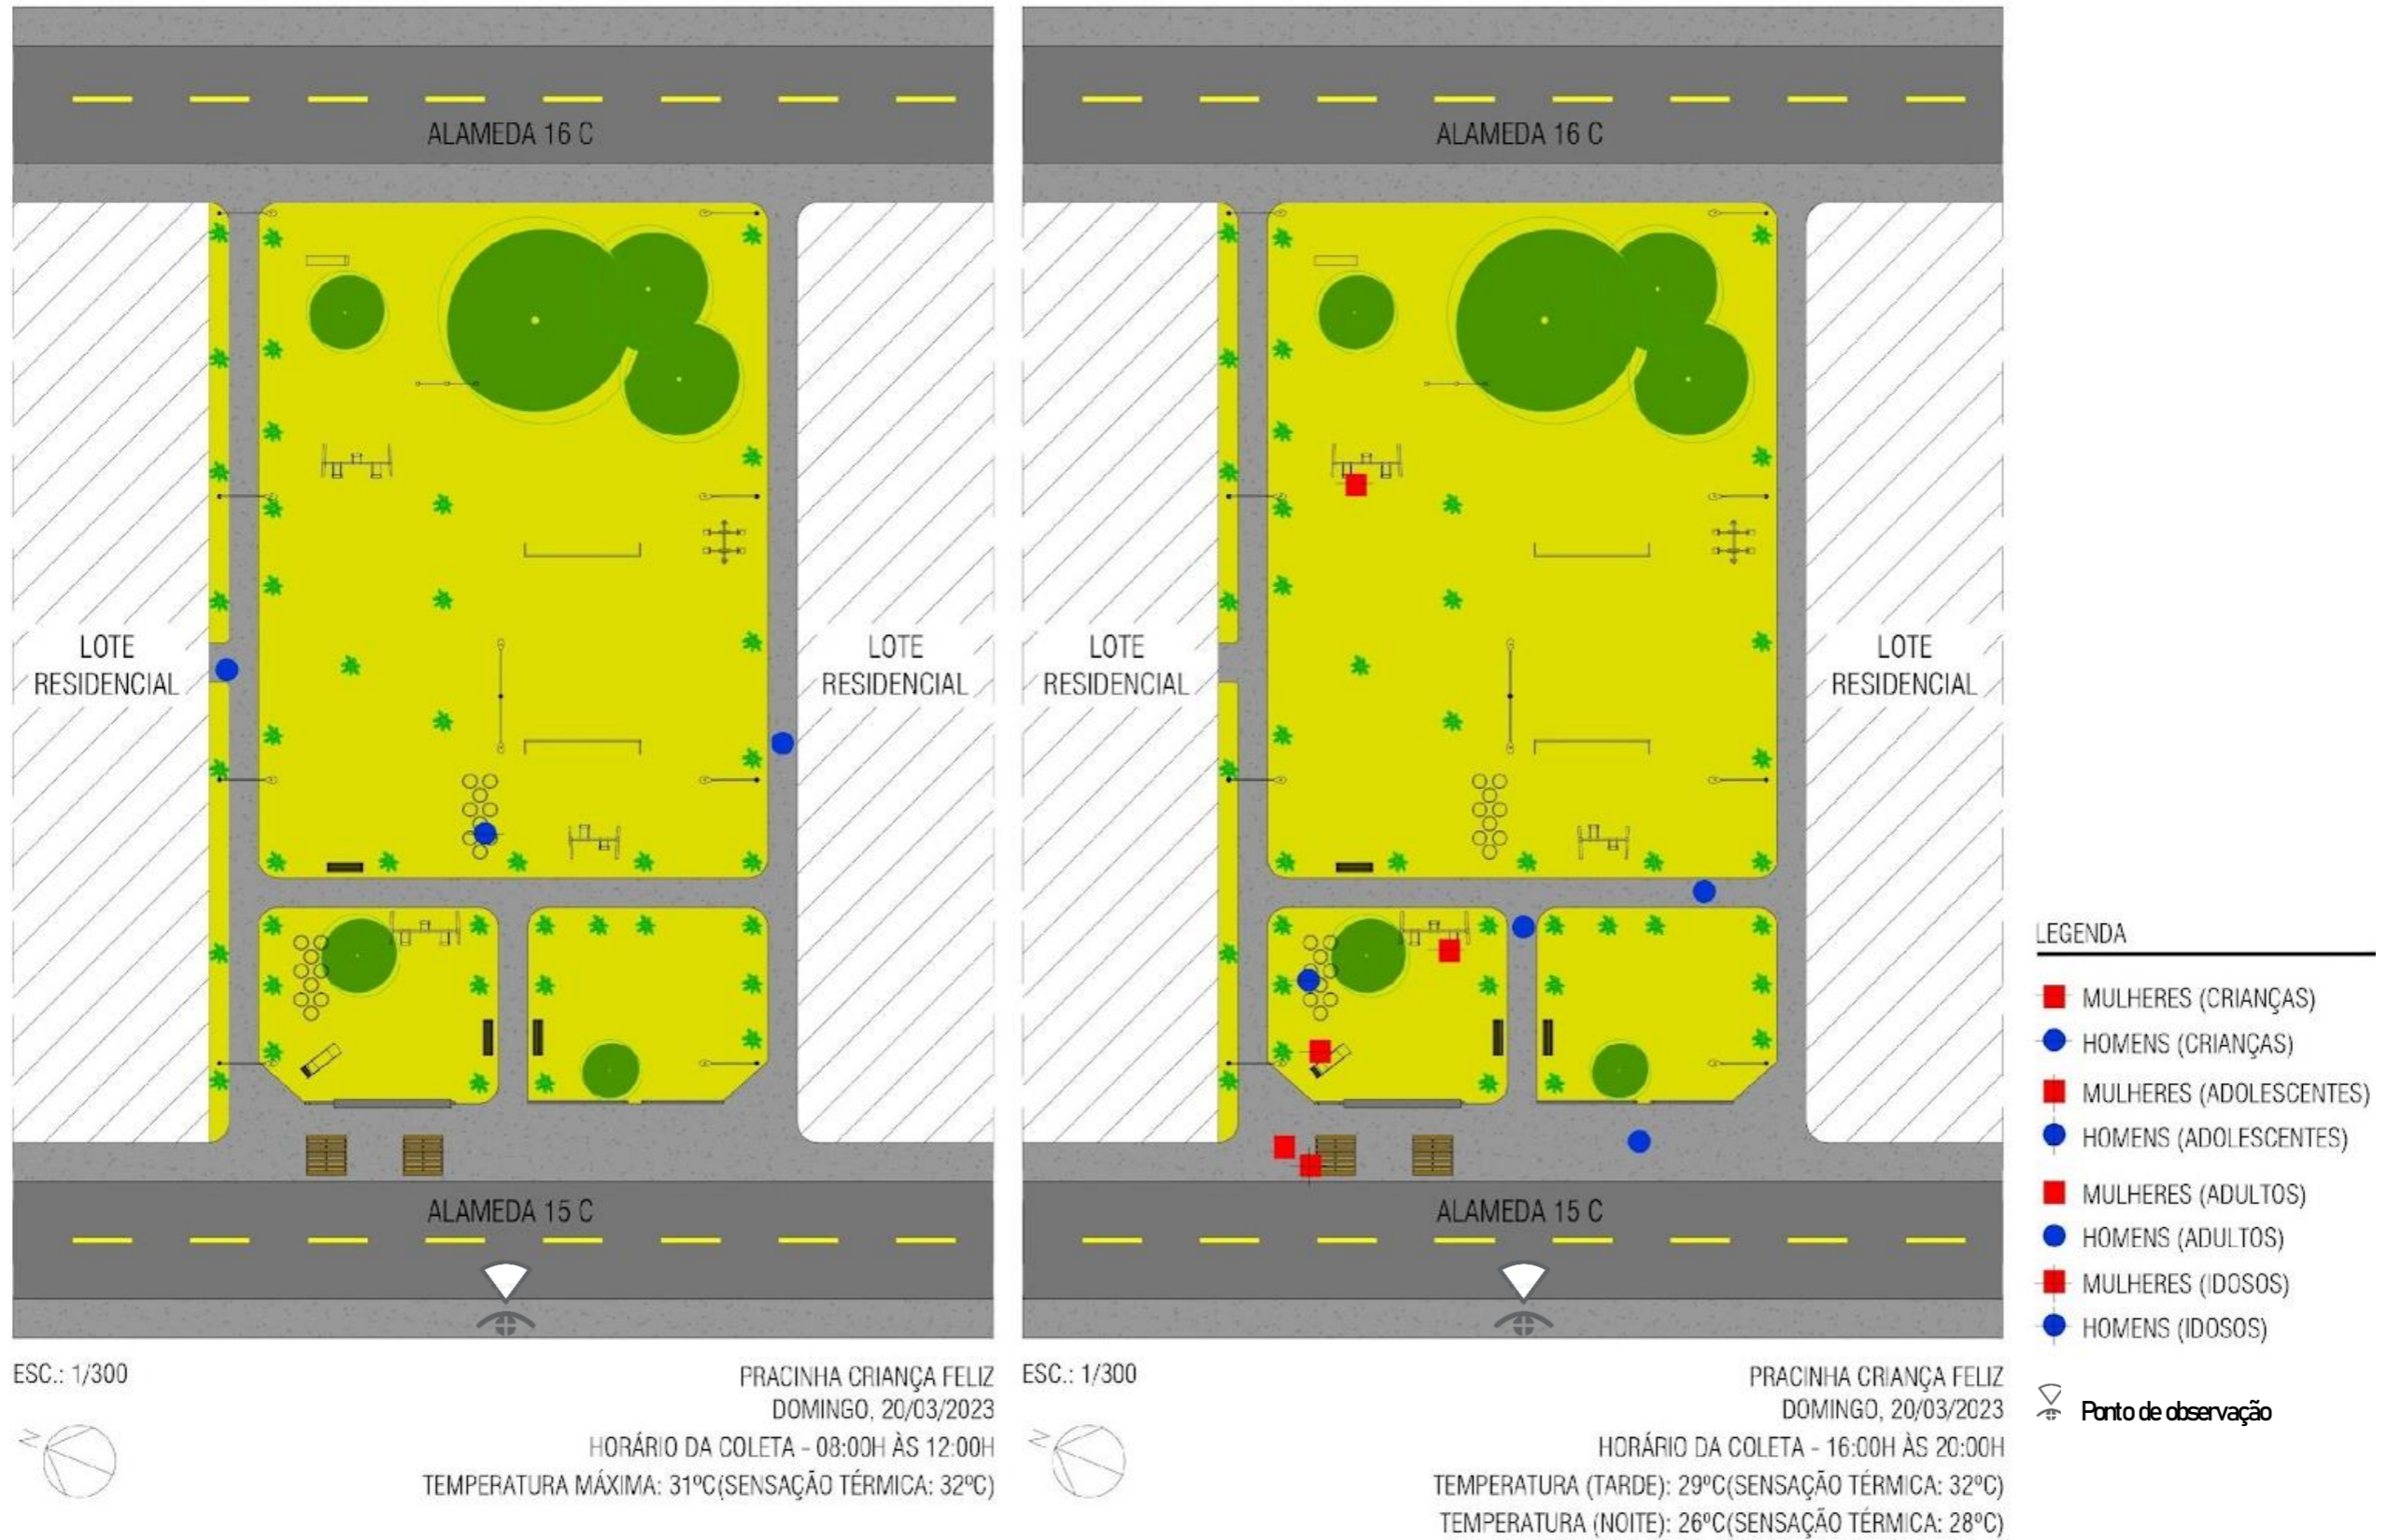 ALAMEDA 16 C
LOTE
RESIDENCIAL
LOTE
RESIDENCIAL
ALAMEDA 15 C
ESC.: 1/300
PRACINHA CRIANÇA FELIZ
DOMINGO, 20/03/2023
HORÁRIO DA COLETA - 08:00H ÀS 12:00H
TEMPERATURA MÁXIMA: 31ºC(SENSAÇÃO TÉRMICA: 32ºC)
N
ALAMEDA 16 C
LOTE
RESIDENCIAL
LOTE
RESIDENCIAL
ALAMEDA 15 C
ESC.: 1/300
PRACINHA CRIANÇA FELIZ
DOMINGO, 20/03/2023
HORÁRIO DA COLETA - 16:00H ÀS 20:00H
TEMPERATURA (TARDE): 29ºC(SENSAÇÃO TÉRMICA: 32ºC)
TEMPERATURA (NOITE): 26ºC(SENSAÇÃO TÉRMICA: 28ºC)
N
LEGENDA
MULHERES (CRIANÇAS)
HOMENS (CRIANÇAS)
MULHERES (ADOLESCENTES)
HOMENS (ADOLESCENTES)
MULHERES (ADULTOS)
HOMENS (ADULTOS)
MULHERES (IDOSOS)
HOMENS (IDOSOS)
Ponto de observação